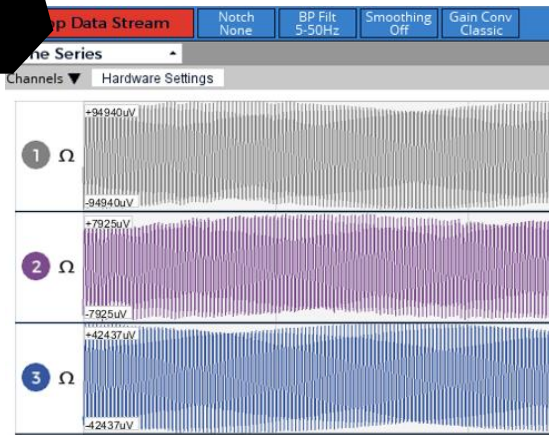 Data Stream
Notch
None
BP Filt
5-50Hz
Smoothing
Off
Gain Conv
Classic
Series
Channels ▼
Hardware Settings
+94940uV
1 Ω
-94940uV
+7925uV
2 Ω
-7925uV
+42437uV
3 Ω
-42437uV